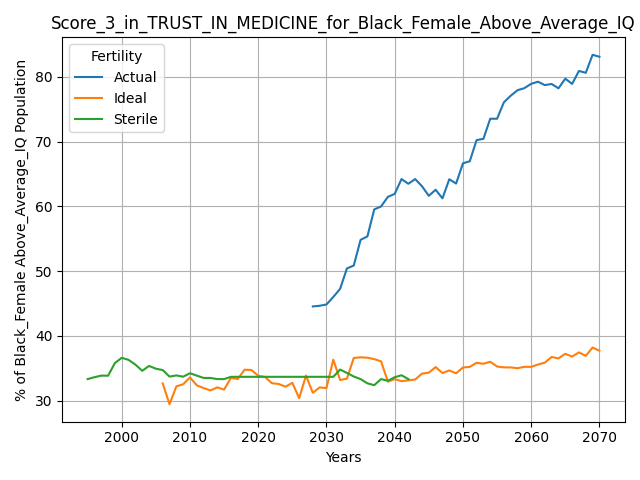 Score_3_in_TRUST_IN_MEDICINE_for_Black_Female_Above_Average_IQ
Fertility
Actual
Ideal
Sterile
% of Black_Female Above_Average_IQ Population
80
70
60
50
40
30
2000 2010 2020 2030 2040 2050 2060 2070
Years